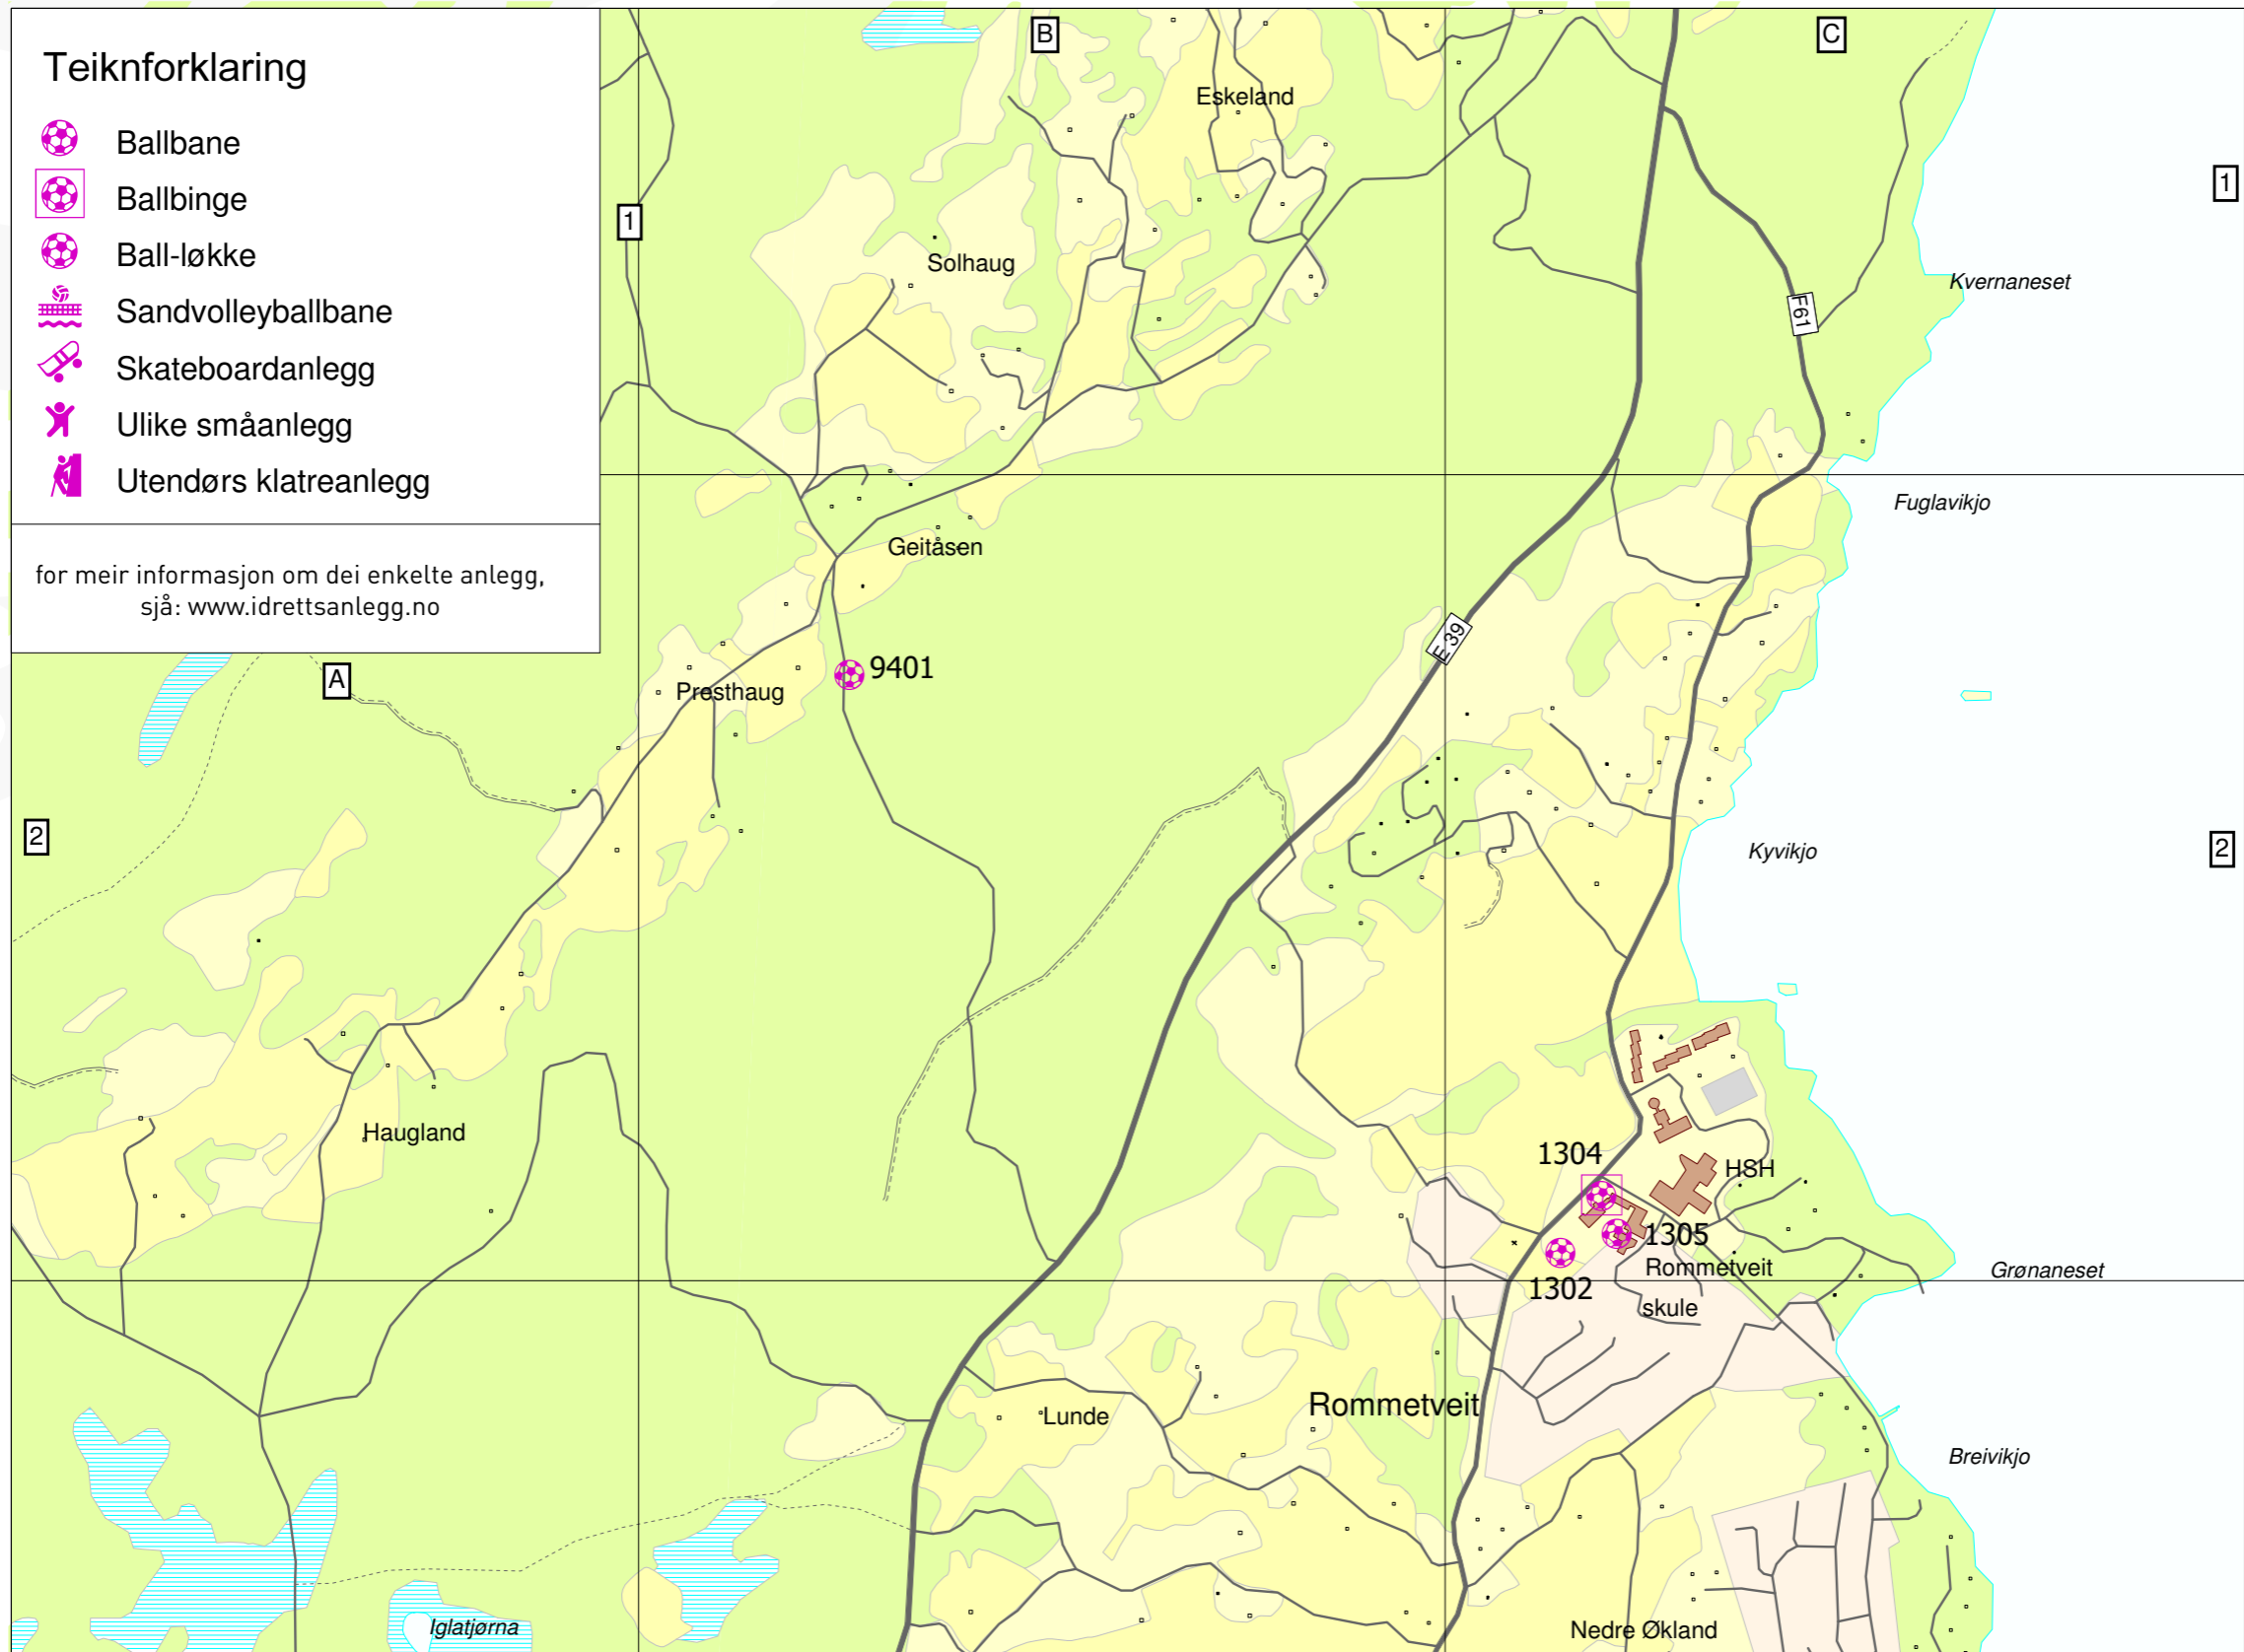 Teiknforklaring
Ballbane
Ballbinge
Ball-løkke
Sandvolleyballbane
Skateboardanlegg
Ulike småanlegg
Utendørs klatreanlegg
for meir informasjon om dei enkelte anlegg,
sjå: www.idrettsanlegg.no
B
C
Eskeland
1
1
Solhaug
Kvernaneset
F61
Fuglavikjo
Geitåsen
E 39
9401
A
Presthaug
2
Kyvikjo
2
Haugland
1304
HSH
1305
Rommetveit
skule
Grønaneset
1302
Rommetveit
Lunde
Breivikjo
Iglatjørna
Nedre Økland